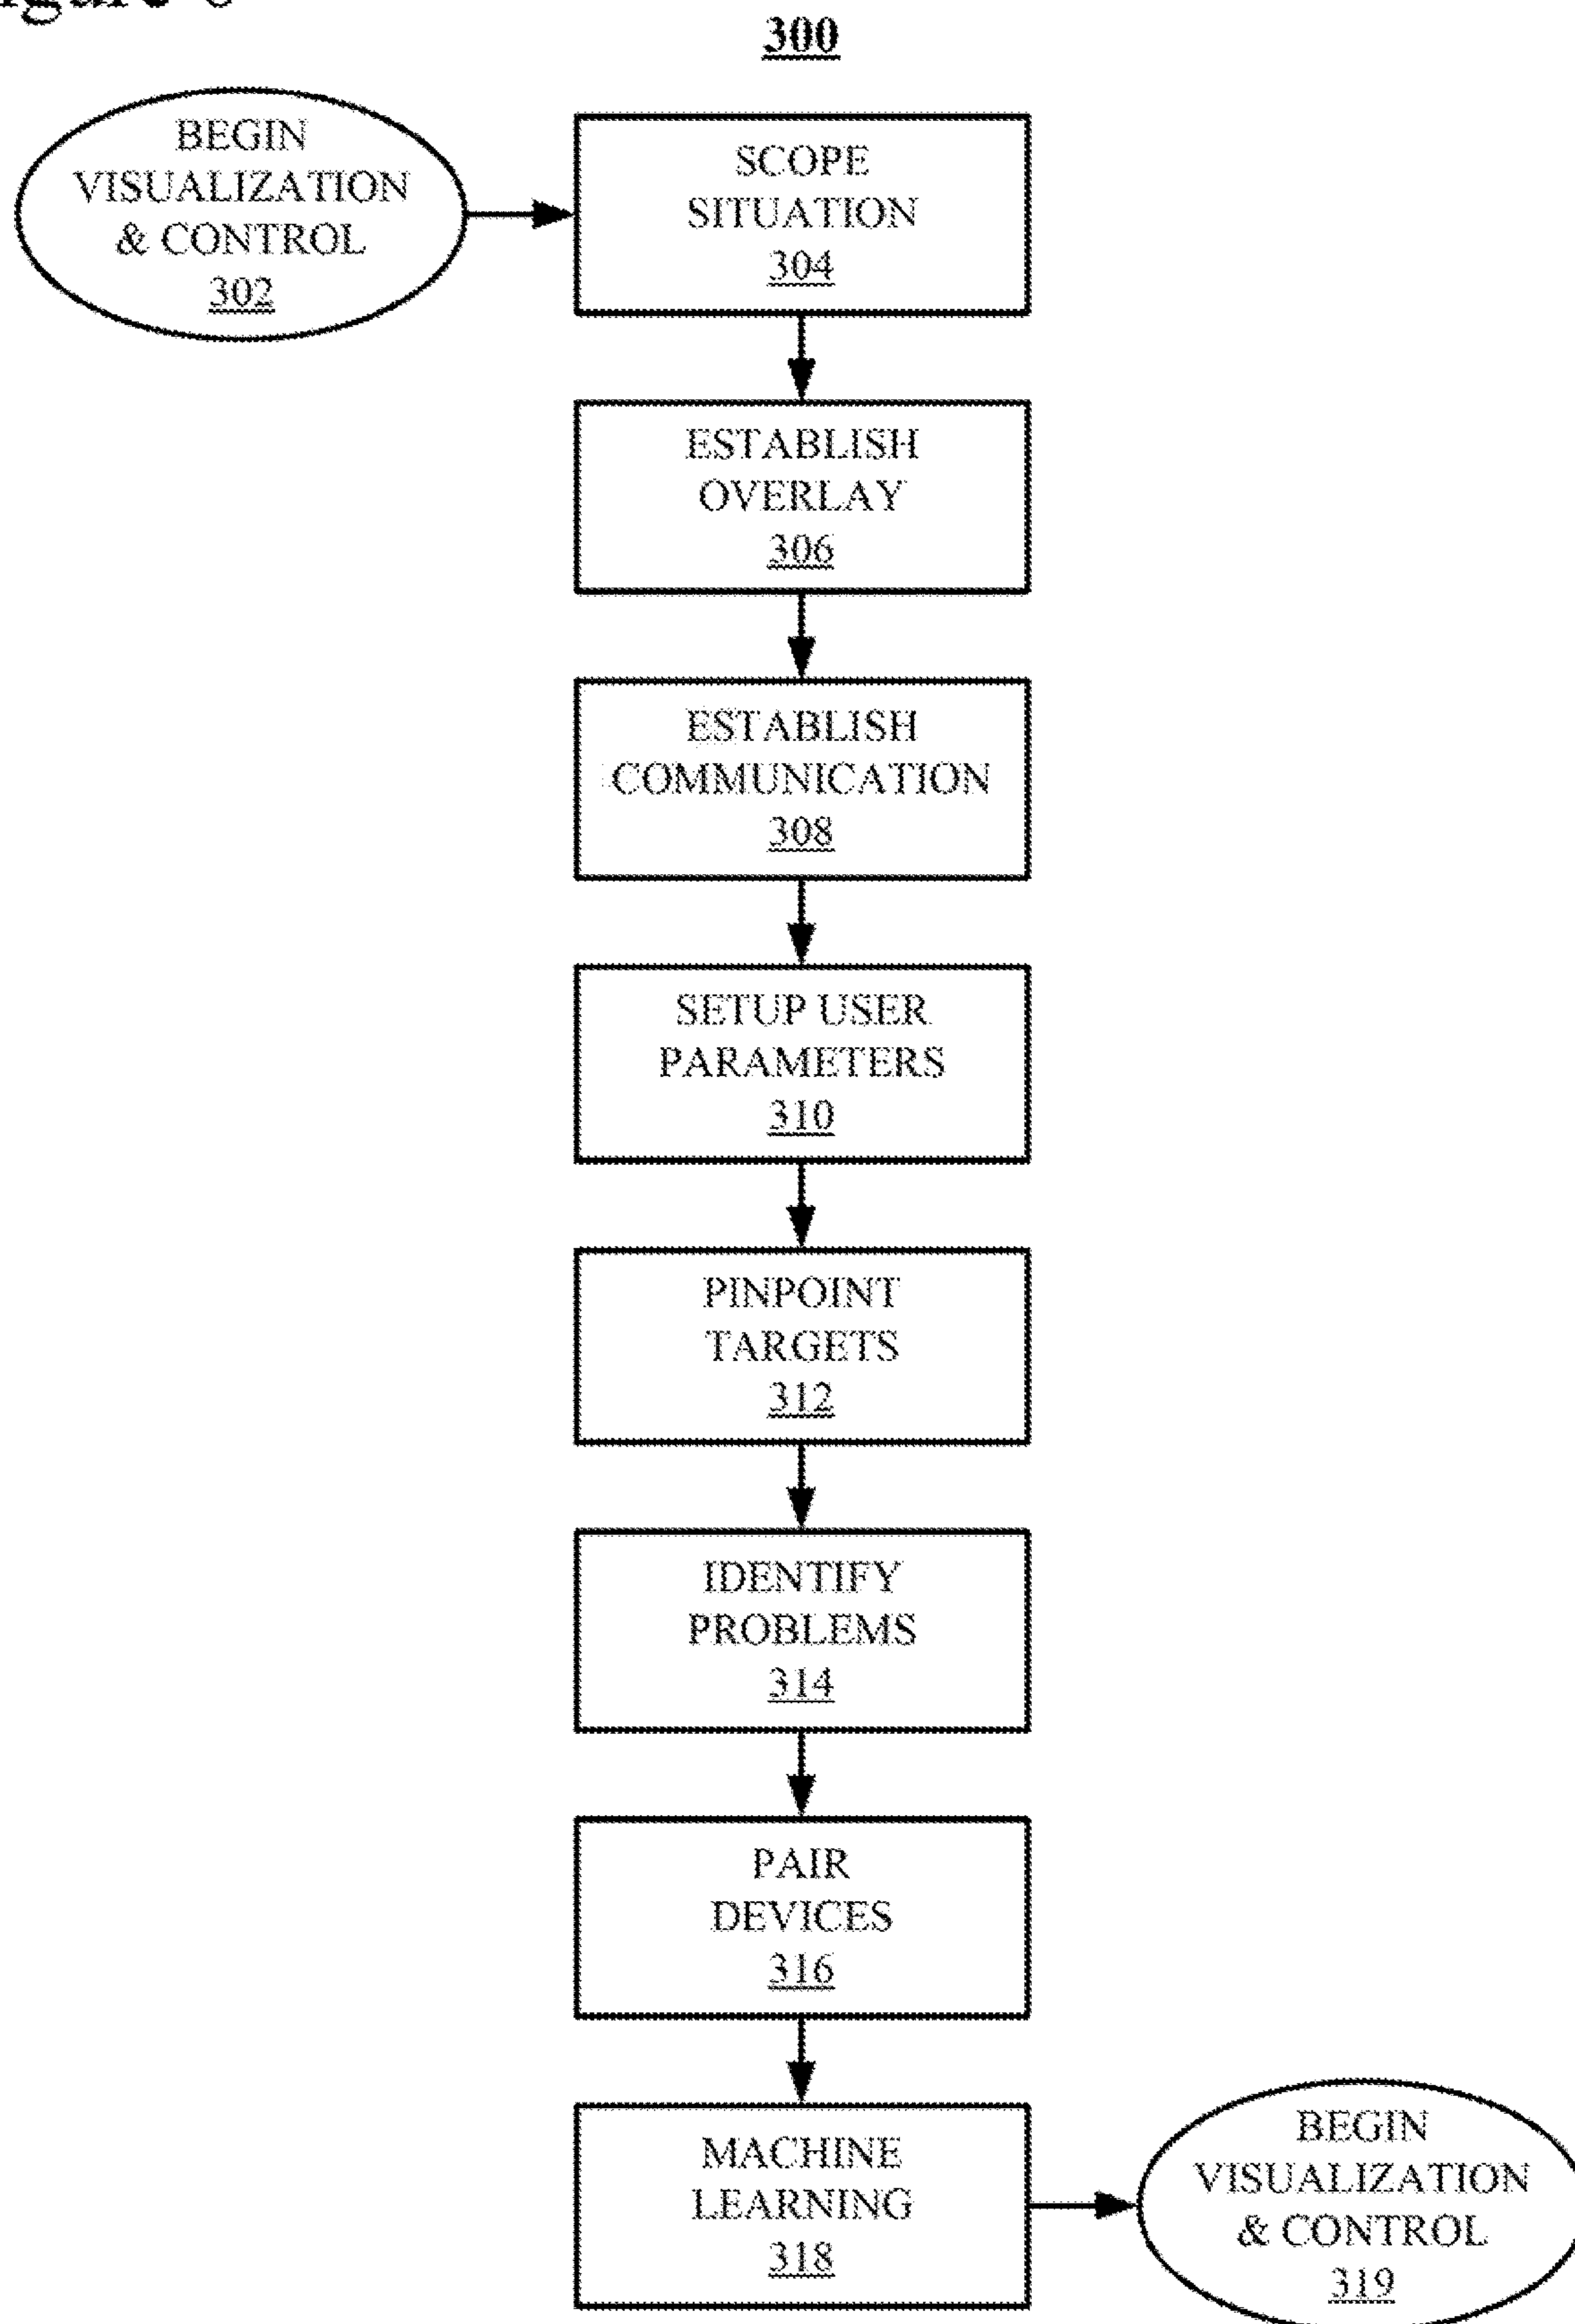 300
BEGIN
VISUALIZATION
& CONTROL
302
SCOPE
SITUATION
304
ESTABLISH
OVERLAY
306
ESTABLISH
COMMUNICATION
308
SETUP USER
PARAMETERS
310
PINPOINT
TARGETS
312
IDENTIFY
PROBLEMS
314
PAIR
DEVICES
316
MACHINE
LEARNING
318
BEGIN
VISUALIZATION
& CONTROL
319